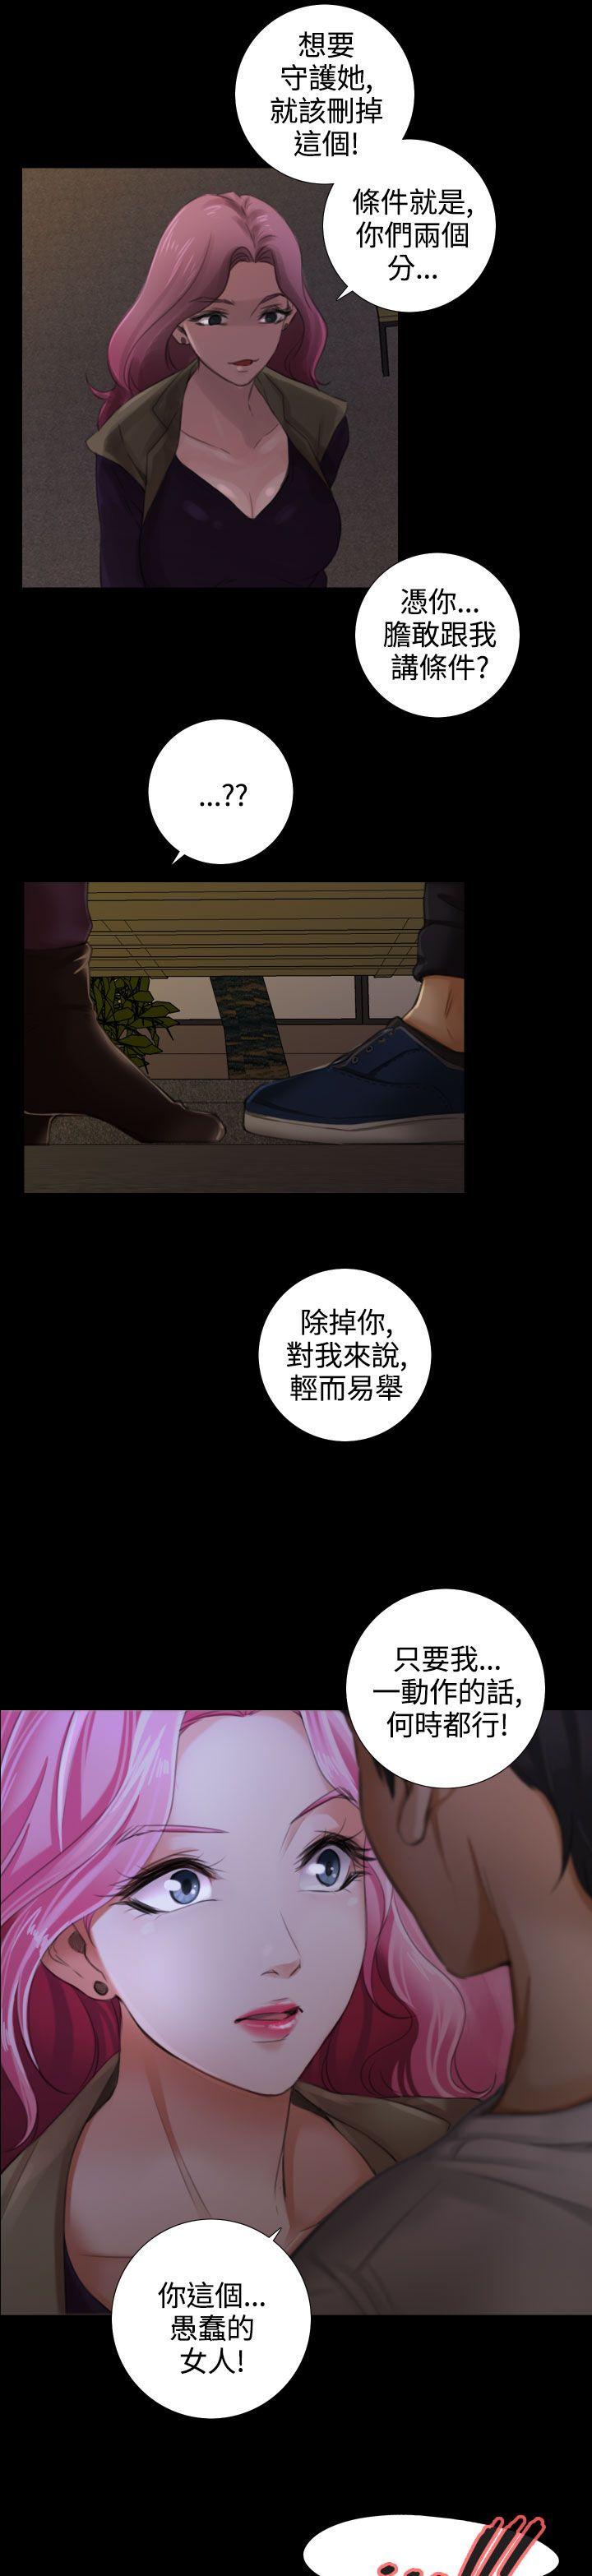 想要
守護她,
就該刪掉
這個!
條件就是,
你們兩個
分...
憑你...
膽敢跟我
講條件?
...??
除掉你,
對我來說,
輕而易舉
只要我...
一動作的話,
何時都行!
你這個...
愚蠢的
女人!